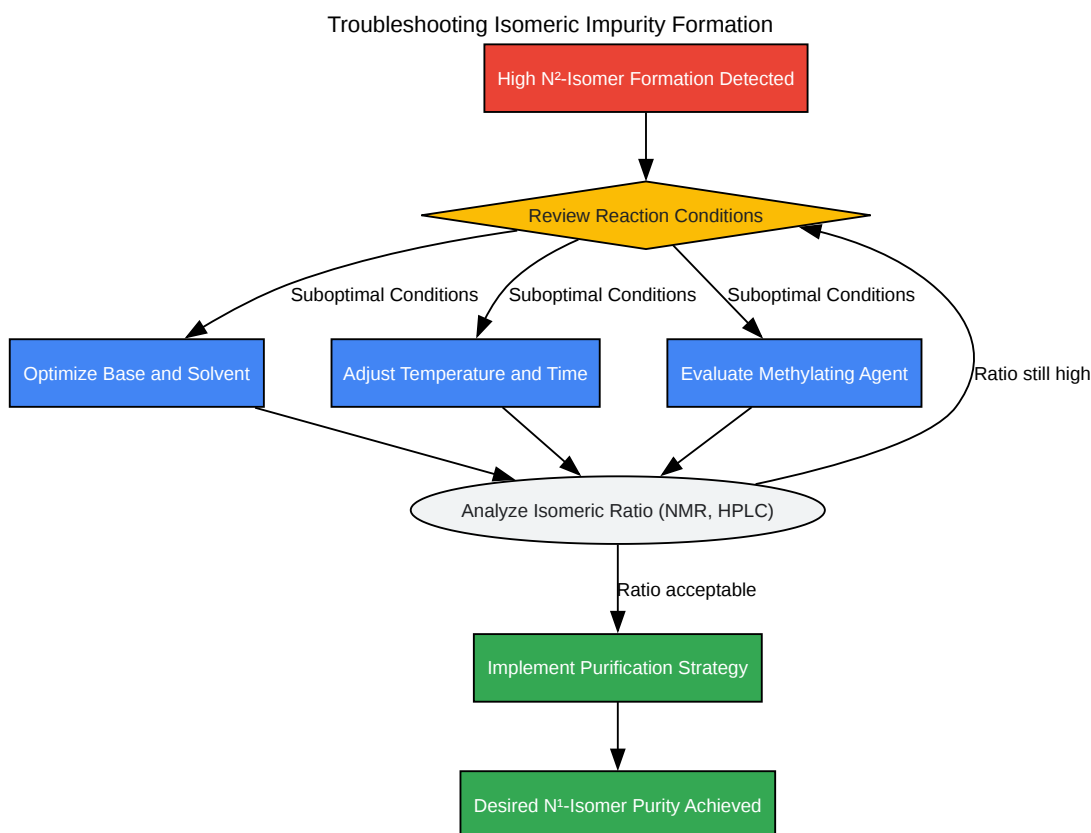 Troubleshooting Isomeric Impurity Formation
High N²-Isomer Formation Detected
Review Reaction Conditions
Suboptimal Conditions
Suboptimal Conditions
Suboptimal Conditions
Optimize Base and Solvent
Adjust Temperature and Time
Evaluate Methylating Agent
Ratio still high
Analyze Isomeric Ratio (NMR, HPLC)
Ratio acceptable
Implement Purification Strategy
Desired N¹-Isomer Purity Achieved